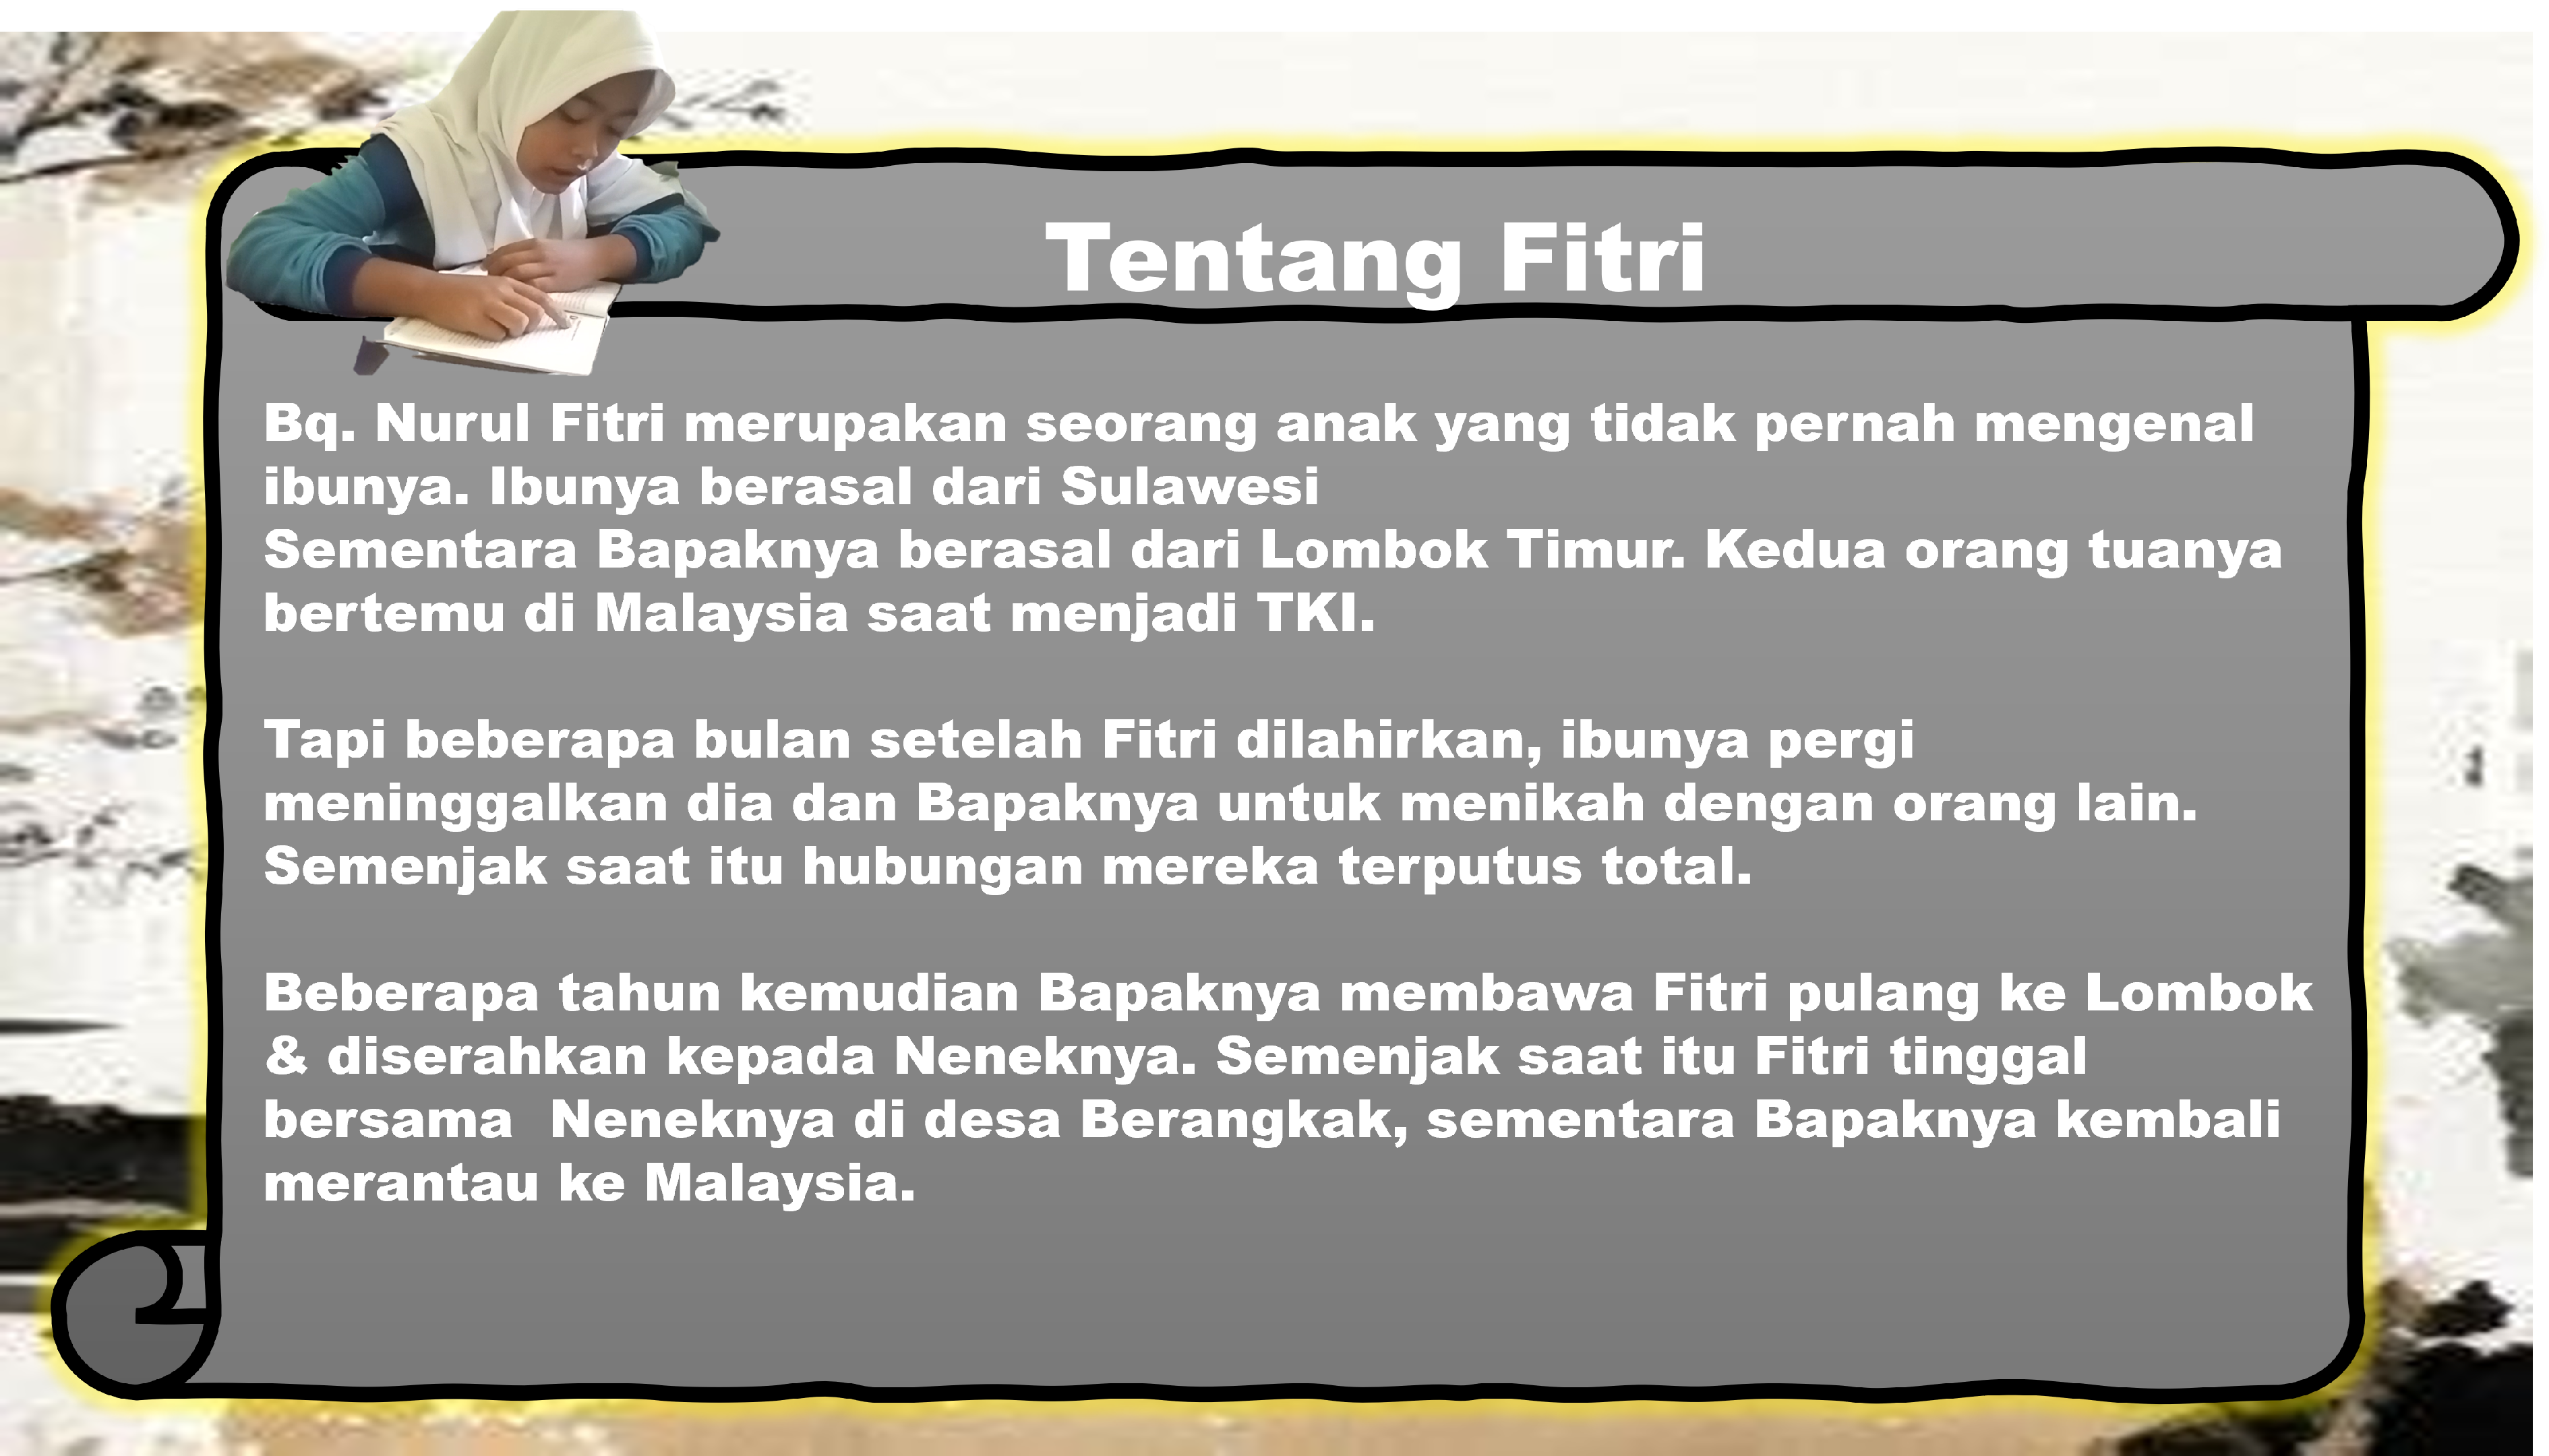 Tentang Fitri
Bq. Nurul Fitri merupakan seorang anak yang tidak pernah mengenal
ibunya. Ibunya berasal dari Sulawesi
Sementara Bapaknya berasal dari Lombok Timur. Kedua orang tuanya
bertemu di Malaysia saat menjadi TKI.
Tapi beberapa bulan setelah Fitri dilahirkan, ibunya pergi
meninggalkan dia dan Bapaknya untuk menikah dengan orang lain.
Semenjak saat itu hubungan mereka terputus total.
Beberapa tahun kemudian Bapaknya membawa Fitri pulang ke Lombok
& diserahkan kepada Neneknya. Semenjak saat itu Fitri tinggal
bersama  Neneknya di desa Berangkak, sementara Bapaknya kembali
merantau ke Malaysia.